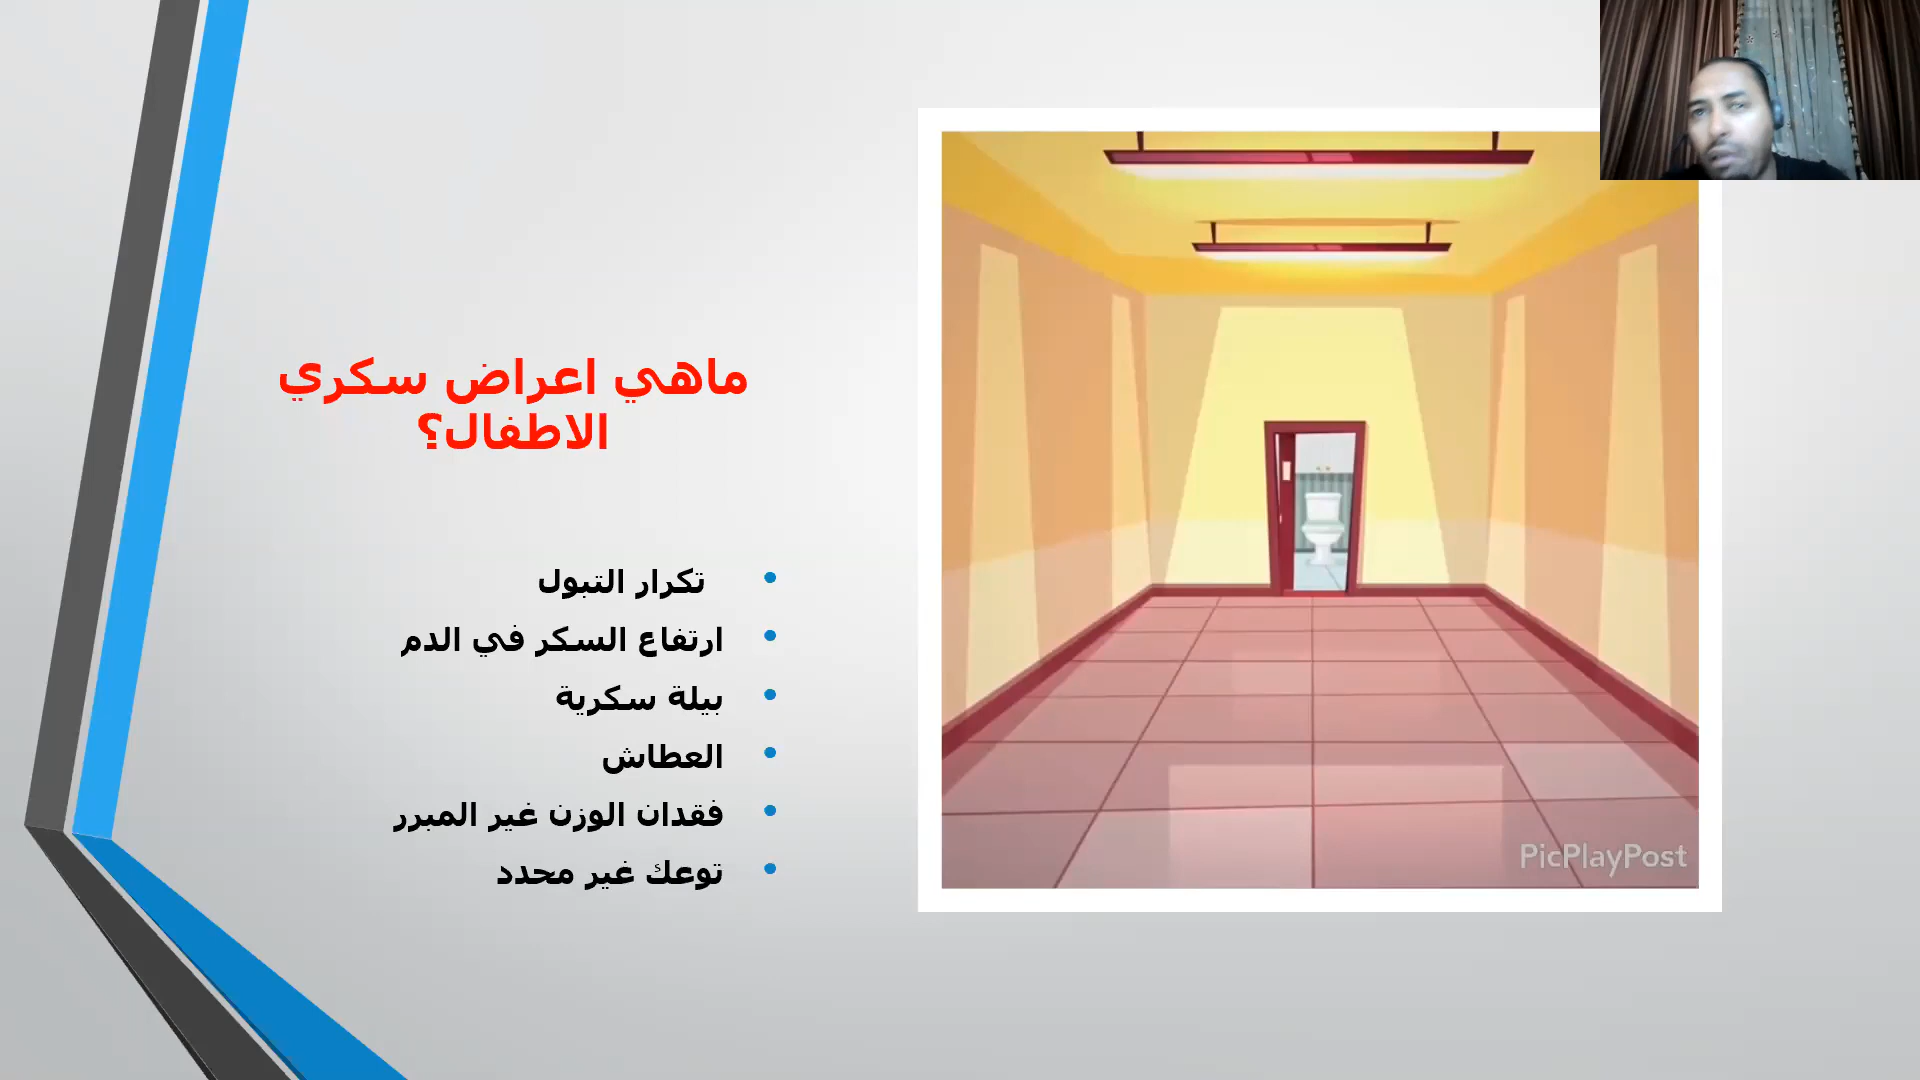 ماهي اعراض سكري
الاطفال؟
تكرار التبول
ارتفاع السكر في الدم
بيلة سكرية
العطاش
فقدان الوزن غير المبرر
توعك غير محدد
PicPlayPost